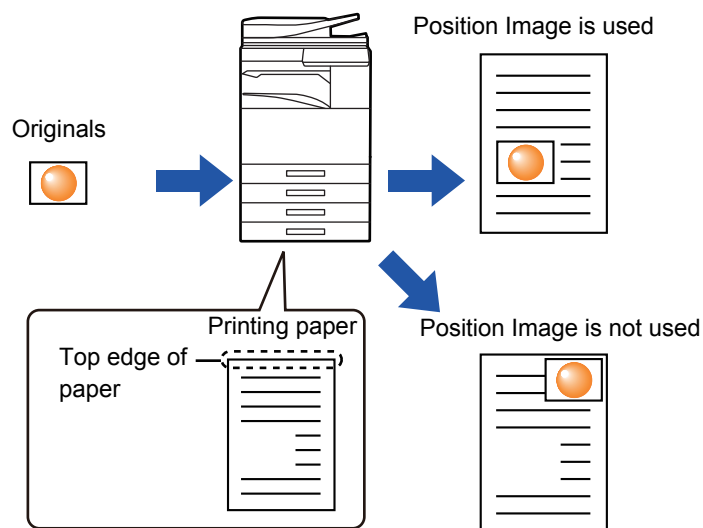 Position Image is used
Originals
Printing paper
Top edge of
paper
Position Image is not used